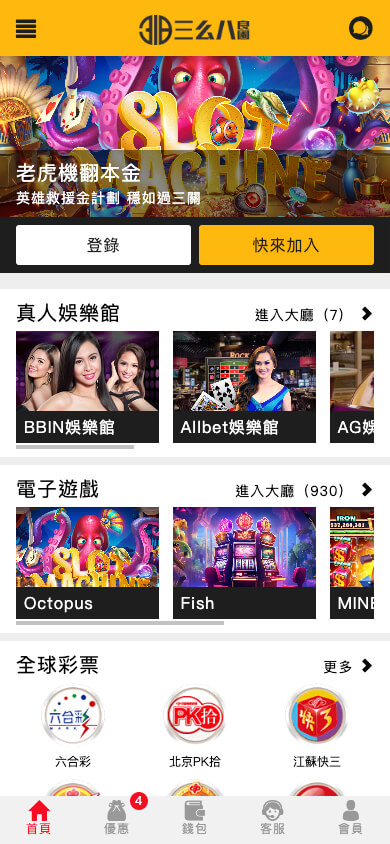 三么八良園
SLOT
MACHINE
老虎機翻本金
英雄救援金計劃 穩如過三關
登錄
快來加入
真人娛樂館
進入大廳（7）
BBIN娛樂館
Allbet娛樂館
AG娛
電子遊戲
進入大廳（930）
SLOT
MACHINE
IRON
Octopus
Fish
MINE
全球彩票
更多
六合彩
MARK
PK拾
快3
六合彩
北京PK拾
江蘇快三
首頁
優惠
4
錢包
客服
會員